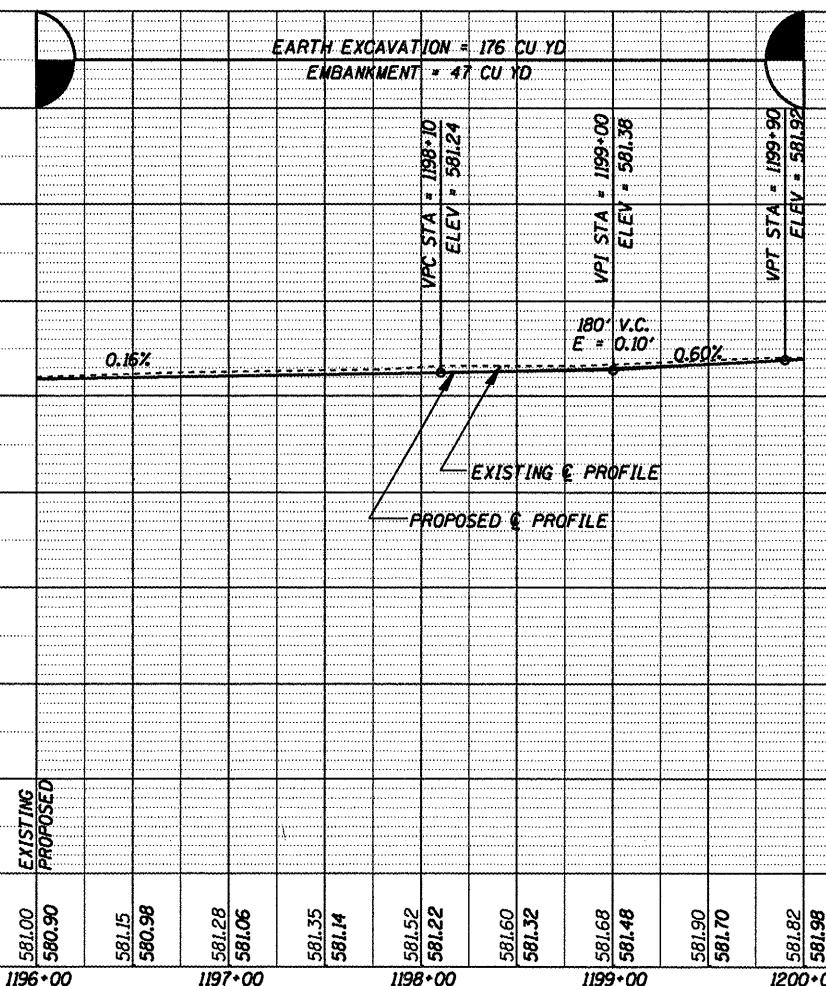 EARTH EXCAVATION = 176 CU YD
EMBANKMENT = 47 CU YD
VPC STA = 1198+10
ELEV = 581.24
VPI STA = 1199+00
ELEV = 581.38
VPT STA = 1199+90
ELEV = 581.92
180' V.C.
E = 0.10'
0.16%
0.60%
EXISTING ℄ PROFILE
PROPOSED ℄ PROFILE
EXISTING
PROPOSED
581.00
580.90
581.15
580.98
581.28
581.06
581.35
581.14
581.52
581.22
581.60
581.32
581.68
581.48
581.90
581.70
581.82
581.98
1196+00
1197+00
1198+00
1199+00
1200+0